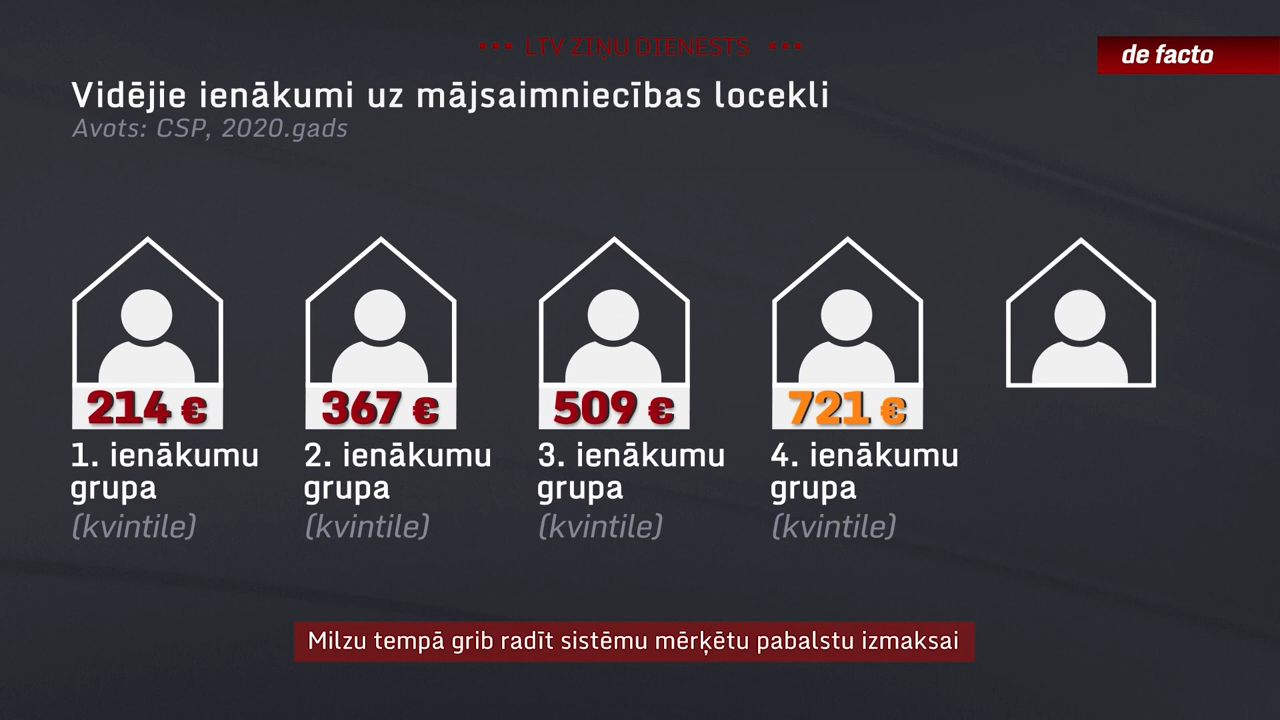 LTV ZIŅU DIENESTS
de facto
Vidējie ienākumi uz mājsaimniecības locekli
Avots: CSP, 2020.gads
214 €
367 €
509 €
721 €
1. ienākumu
grupa
(kvintile)
2. ienākumu
grupa
(kvintile)
3. ienākumu
grupa
(kvintile)
4. ienākumu
grupa
(kvintile)
Milzu tempā grib radīt sistēmu mērķētu pabalstu izmaksai